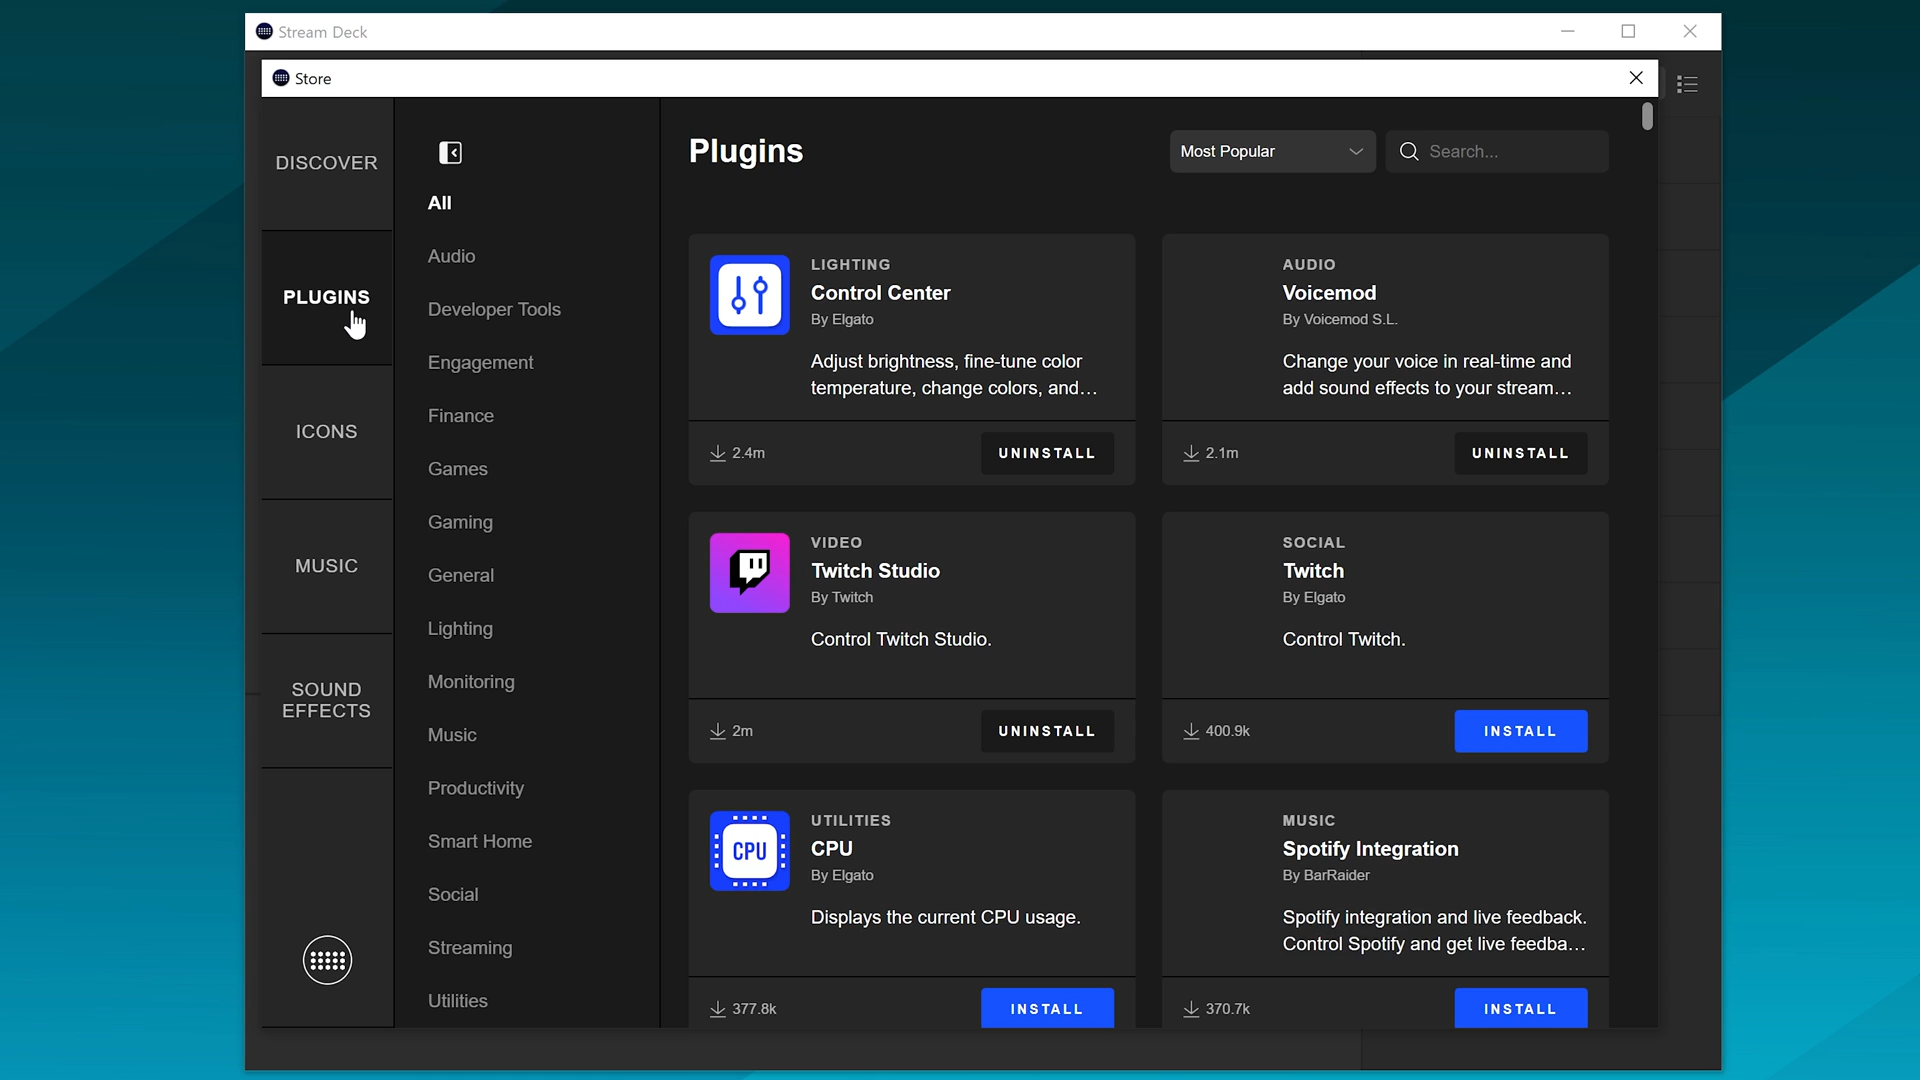 Stream Deck
Store
DISCOVER
PLUGINS
ICONS
MUSIC
SOUND
EFFECTS
All
Audio
Developer Tools
Engagement
Finance
Games
Gaming
General
Lighting
Monitoring
Music
Productivity
Smart Home
Social
Streaming
Utilities
Plugins
Most Popular
Search...
LIGHTING
Control Center
By Elgato
Adjust brightness, fine-tune color
temperature, change colors, and...
2.4m
UNINSTALL
AUDIO
Voicemod
By Voicemod S.L.
Change your voice in real-time and
add sound effects to your stream...
2.1m
UNINSTALL
VIDEO
Twitch Studio
By Twitch
Control Twitch Studio.
2m
UNINSTALL
SOCIAL
Twitch
By Elgato
Control Twitch.
400.9k
INSTALL
CPU
UTILITIES
CPU
By Elgato
Displays the current CPU usage.
377.8k
INSTALL
MUSIC
Spotify Integration
By BarRaider
Spotify integration and live feedback.
Control Spotify and get live feedba...
370.7k
INSTALL